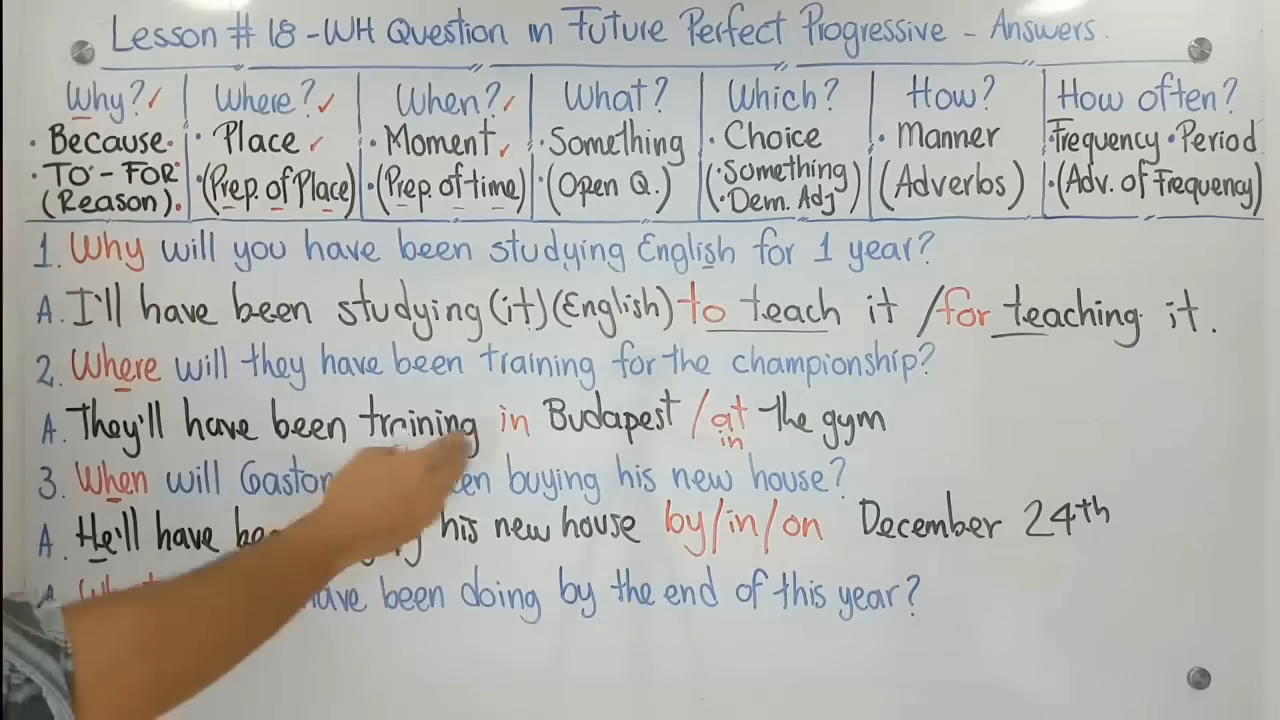 Lesson # 18 - WH Question in Future Perfect Progressive - Answers.
Why?✓ Where?✓ When?✓ What? Which? How? How often?
• Because. • Place ✓ • Moment ✓ • Something • Choice • Manner • Frequency • Period
• TO - FOR (Reason). • (Prep. of Place) • (Prep. of time) • (Open Q.) (• Something • Dem. Adj) (Adverbs) • (Adv. of Frequency)
1. Why will you have been studying English for 1 year?
A. I'll have been studying (it) (English) to teach it / for teaching it.
2. Where will they have been training for the championship?
A. They'll have been training in Budapest / at in the gym
3. When will Gaston buying his new house?
A. He'll have his new house by/in/on December 24th
have been doing by the end of this year?